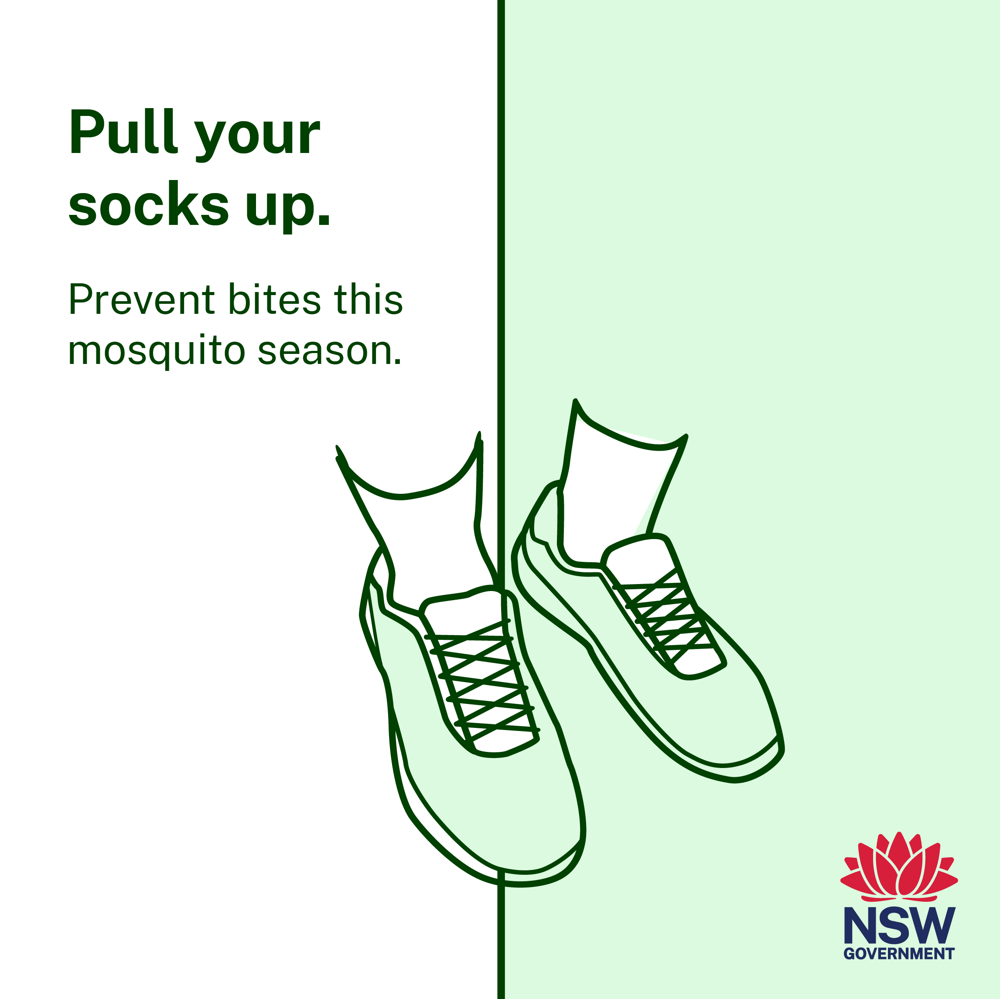 Pull your
socks up.
Prevent bites this
mosquito season.
NSW
GOVERNMENT